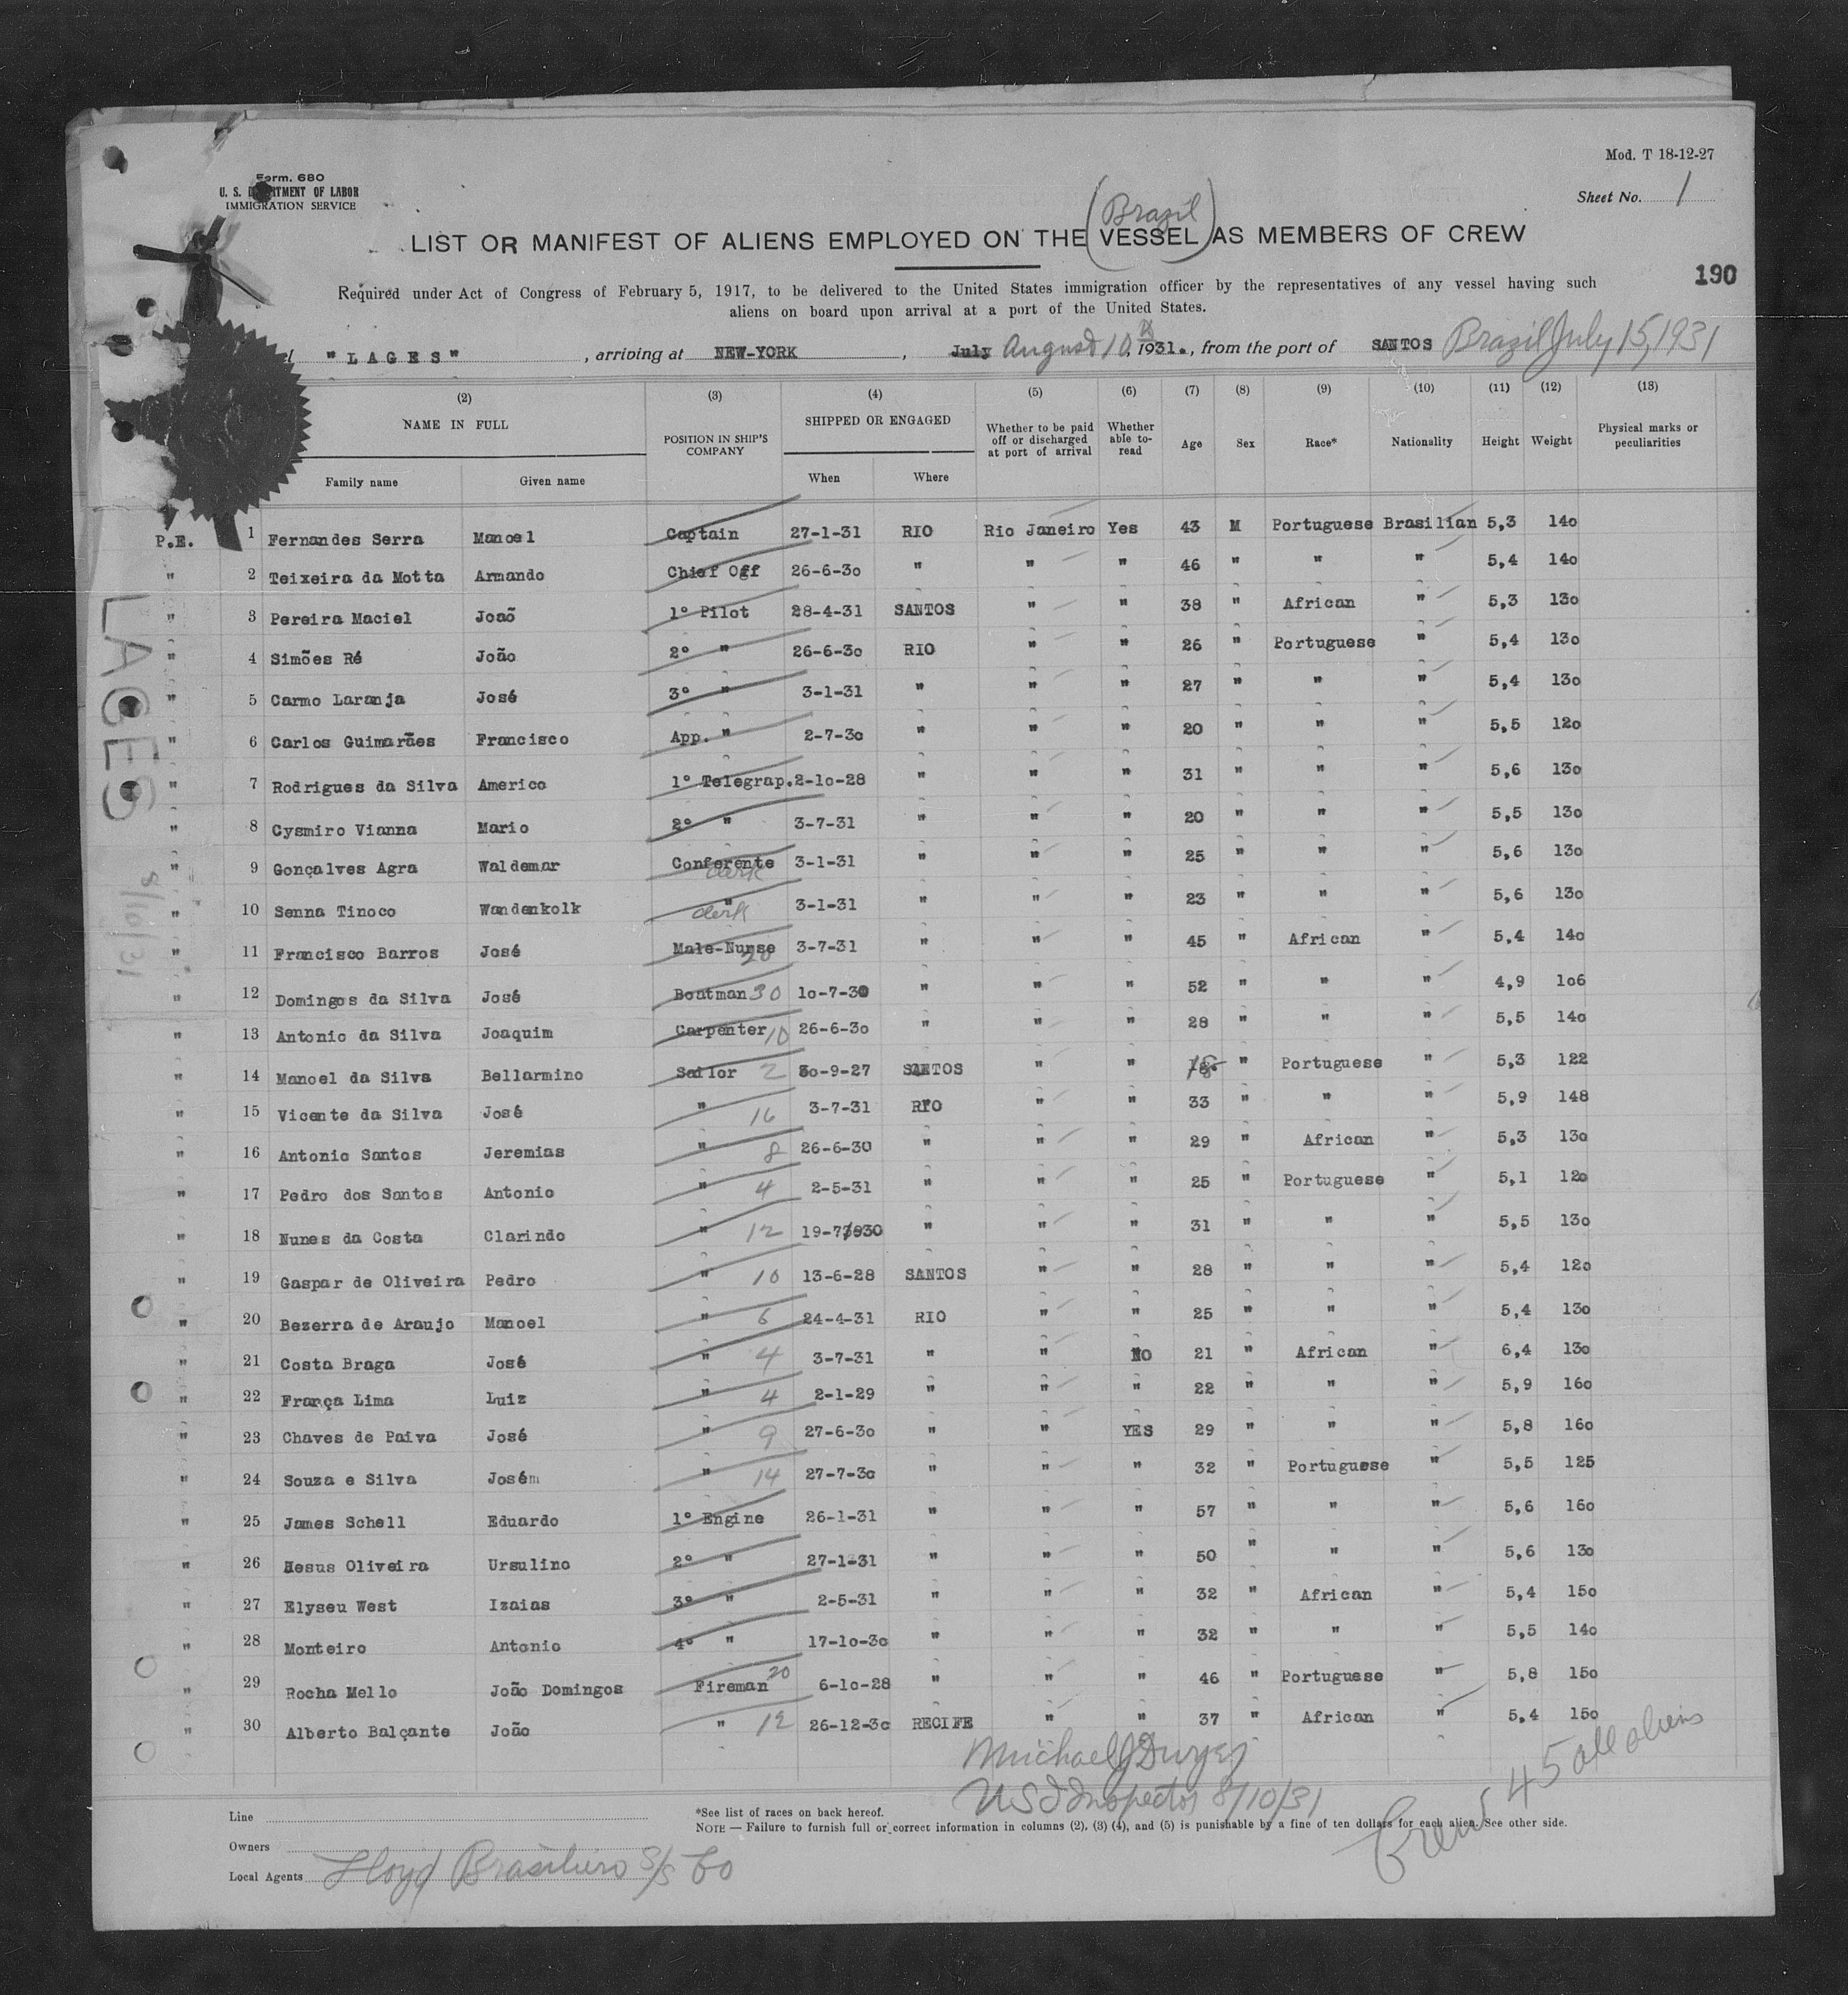 Mod. T 18-12-27
Form. 680
U. S. DEPARTMENT OF LABOR
IMMIGRATION SERVICE
Sheet No. 1
(Brazil)
LIST OR MANIFEST OF ALIENS EMPLOYED ON THE VESSEL AS MEMBERS OF CREW
190
Required under Act of Congress of February 5, 1917, to be delivered to the United States immigration officer by the representatives of any vessel having such
aliens on board upon arrival at a port of the United States.
"LAGES", arriving at NEW-YORK, July August 10th, 1931., from the port of SANTOS Brazil July 15, 1931
(2) (3) (4) (5) (6) (7) (8) (9) (10) (11) (12) (13)
NAME IN FULL POSITION IN SHIP'S COMPANY SHIPPED OR ENGAGED Whether to be paid off or discharged at port of arrival Whether able to-read Age Sex Race* Nationality Height Weight Physical marks or peculiarities
Family name Given name When Where
P.E. 1 Fernandes Serra Manoel Captain 27-1-31 RIO Rio Janeiro Yes 43 M Portuguese Brasilian 5,3 140
" 2 Teixeira da Motta Armando Chief Off 26-6-30 " " " 46 " " " 5,4 140
" 3 Pereira Maciel Joaõ 1º Pilot 28-4-31 SANTOS " " 38 " African " 5,3 130
" 4 Simões Ré João 2º " 26-6-30 RIO " " 26 " Portuguese " 5,4 130
" 5 Carmo Laranja José 3º " 3-1-31 " " " 27 " " " 5,4 130
" 6 Carlos Guimarães Francisco App. " 2-7-30 " " " 20 " " " 5,5 120
" 7 Rodrigues da Silva Americo 1º Telegrap. 2-10-28 " " " 31 " " " 5,6 130
" 8 Cysmiro Vianna Mario 2º " 3-7-31 " " " 20 " " " 5,5 130
" 9 Gonçalves Agra Waldemar Conferente clerk 3-1-31 " " " 25 " " " 5,6 130
" 10 Senna Tinoco Wandenkolk " clerk 3-1-31 " " " 23 " " " 5,6 130
" 11 Francisco Barros José Male-Nurse 20 3-7-31 " " " 45 " African " 5,4 140
" 12 Domingos da Silva José Boatman 30 10-7-30 " " " 52 " " " 4,9 106
" 13 Antonio da Silva Joaquim Carpenter 10 26-6-30 " " " 28 " " " 5,5 140
" 14 Manoel da Silva Bellarmino Sailor 2 30-9-27 SANTOS " " 18 " Portuguese " 5,3 122
" 15 Vicente da Silva José " 16 3-7-31 RIO " " 33 " " " 5,9 148
" 16 Antonio Santos Jeremias " 8 26-6-30 " " " 29 " African " 5,3 130
" 17 Pedro dos Santos Antonio " 4 2-5-31 " " " 25 " Portuguese " 5,1 120
" 18 Nunes da Costa Clarindo " 12 19-7 30 " " " 31 " " " 5,5 130
" 19 Gaspar de Oliveira Pedro " 10 13-6-28 SANTOS " " 28 " " " 5,4 120
" 20 Bezerra de Araujo Manoel " 6 24-4-31 RIO " " 25 " " " 5,4 130
" 21 Costa Braga José " 4 3-7-31 " " NO 21 " African " 6,4 130
" 22 França Lima Luiz " 4 2-1-29 " " " 22 " " " 5,9 160
" 23 Chaves de Paiva José " 9 27-6-30 " " YES 29 " " " 5,8 160
" 24 Souza e Silva Josém " 14 27-7-30 " " " 32 " Portuguese " 5,5 125
" 25 James Schell Eduardo 1º Engine 26-1-31 " " " 57 " " " 5,6 160
" 26 Jesus Oliveira Ursulino 2º " 27-1-31 " " " 50 " " " 5,6 130
" 27 Elyseu West Izaias 3º " 2-5-31 " " " 32 " African " 5,4 150
" 28 Monteiro Antonio 4º " 17-10-30 " " " 32 " " " 5,5 140
" 29 Rocha Mello João Domingos Fireman 20 6-10-28 " " " 46 " Portuguese " 5,8 150
" 30 Alberto Balçante João " 12 26-12-30 RECIFE " " 37 " African " 5,4 150
LAGES
8/10/31
Michael J Dwyer
US I Inspector 8/10/31
Crew 45 all aliens
Line
*See list of races on back hereof.
NOTE — Failure to furnish full or correct information in columns (2), (3) (4), and (5) is punishable by a fine of ten dollars for each alien. See other side.
Owners
Local Agents Lloyd Brasileiro S/S Co